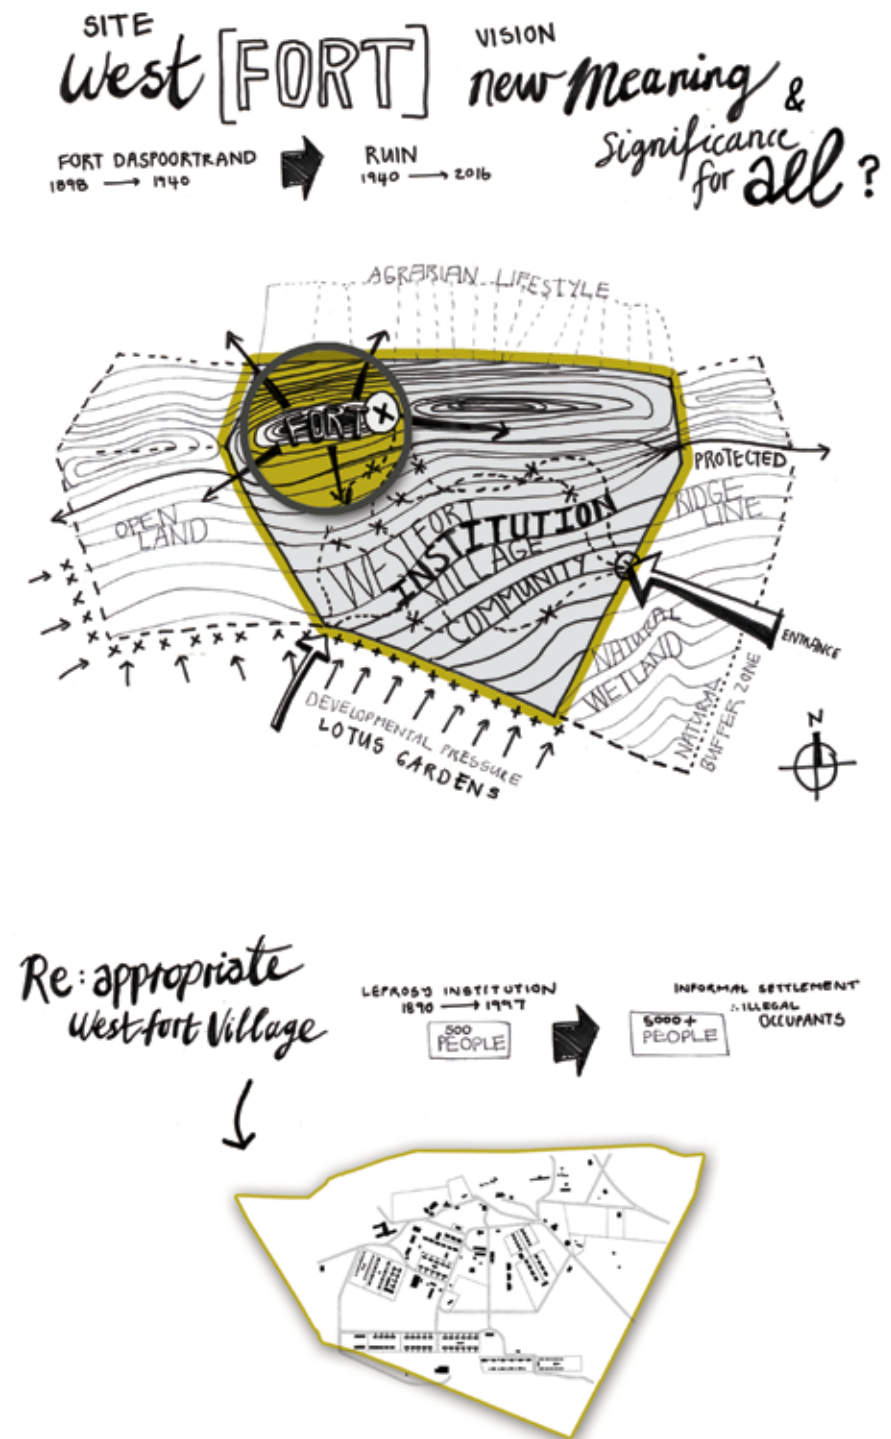 SITE
West [FORT]
VISION
new Meaning &
Significance
for all?
FORT DASPOORTRAND
1898 → 1940
RUIN
1940 → 2016
AGRARIAN LIFESTYLE
FORT
PROTECTED
RIDGE
LINE
OPEN
LAND
WESTFORT
INSTITUTION
VILLAGE
COMMUNITY
ENTRANCE
NATURAL
WETLAND
NATURAL
BUFFER ZONE
DEVELOPMENTAL PRESSURE
LOTUS GARDENS
N
Re: appropriate
Westfort Village
LEPROSY INSTITUTION
1890 → 1997
500
PEOPLE
INFORMAL SETTLEMENT
∴ ILLEGAL
OCCUPANTS
5000+
PEOPLE